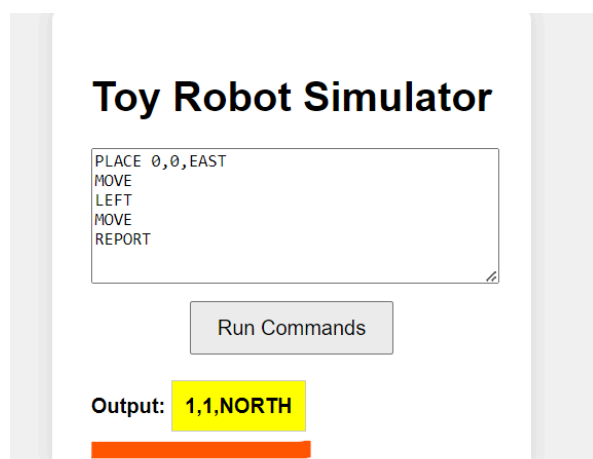 Toy Robot Simulator
PLACE 0,0,EAST
MOVE
LEFT
MOVE
REPORT
Run Commands
Output: 1,1,NORTH